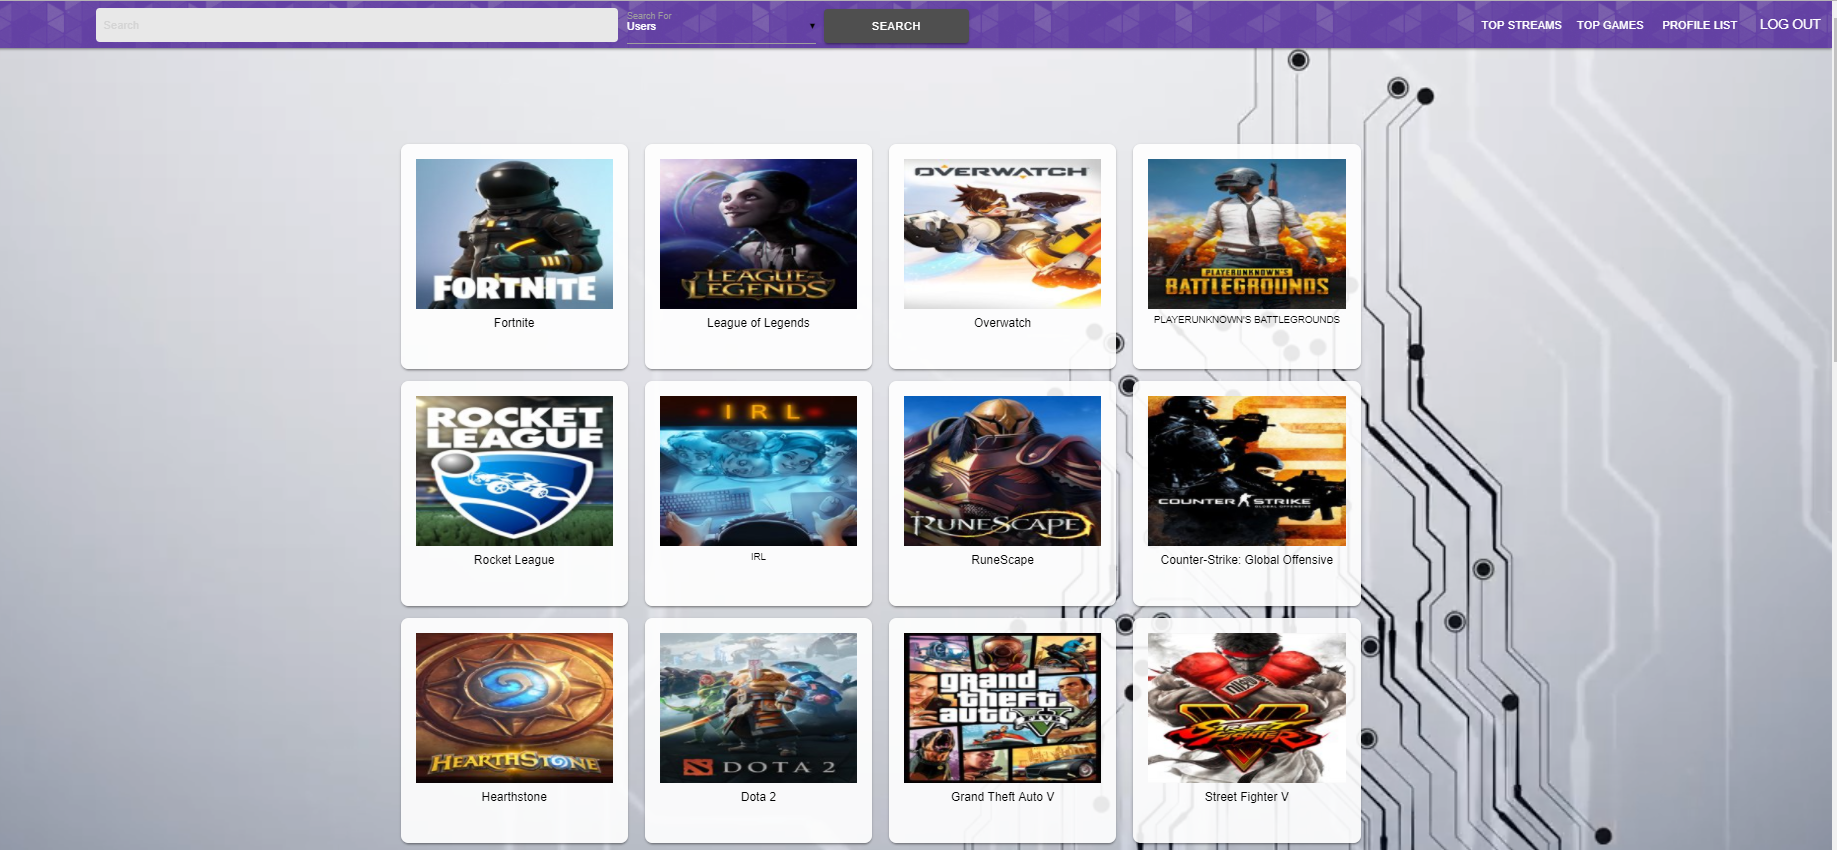 Search
Search For
Users
SEARCH
TOP STREAMS
TOP GAMES
PROFILE LIST
LOG OUT
FORTNITE
Fortnite
LEAGUE OF
LEGENDS
League of Legends
OVERWATCH
Overwatch
PLAYERUNKNOWN'S
BATTLEGROUNDS
PLAYERUNKNOWN'S BATTLEGROUNDS
ROCKET
LEAGUE
Rocket League
IRL
IRL
RUNESCAPE
RuneScape
COUNTER STRIKE
GLOBAL OFFENSIVE
Counter-Strike: Global Offensive
HEARTHSTONE
Hearthstone
DOTA 2
Dota 2
grand
theft
auto V
FIVE
Grand Theft Auto V
STREET
FIGHTER V
Street Fighter V